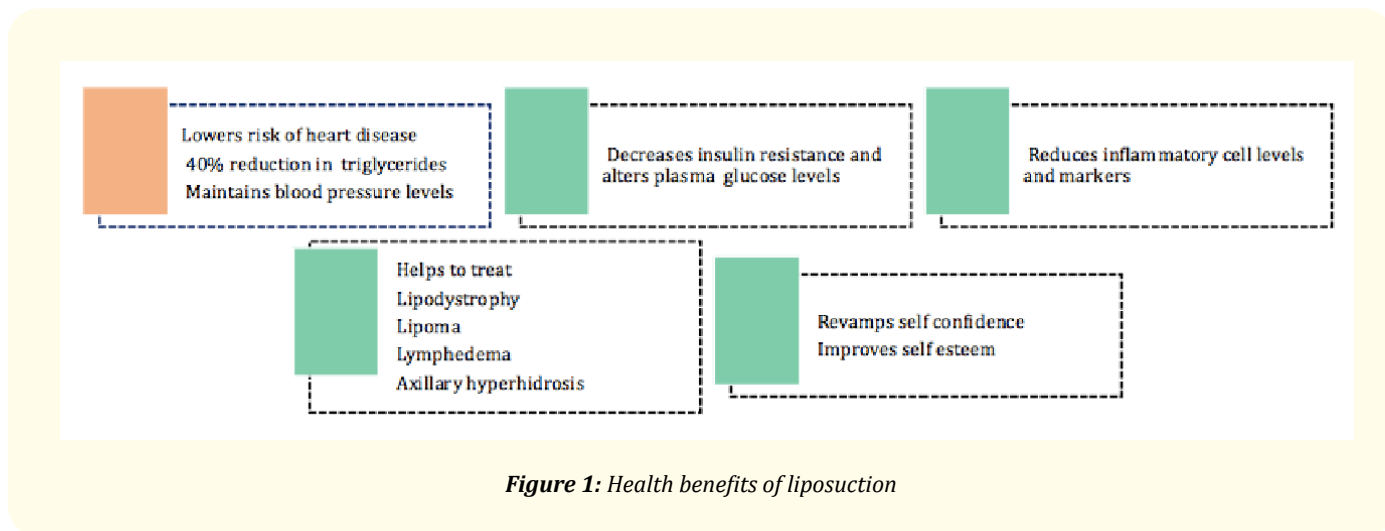 Lowers risk of heart disease
40% reduction in triglycerides
Maintains blood pressure levels
Decreases insulin resistance and
alters plasma glucose levels
Reduces inflammatory cell levels
and markers
Helps to treat
Lipodystrophy
Lipoma
Lymphedema
Axillary hyperhidrosis
Revamps self confidence
Improves self esteem
Figure 1: Health benefits of liposuction